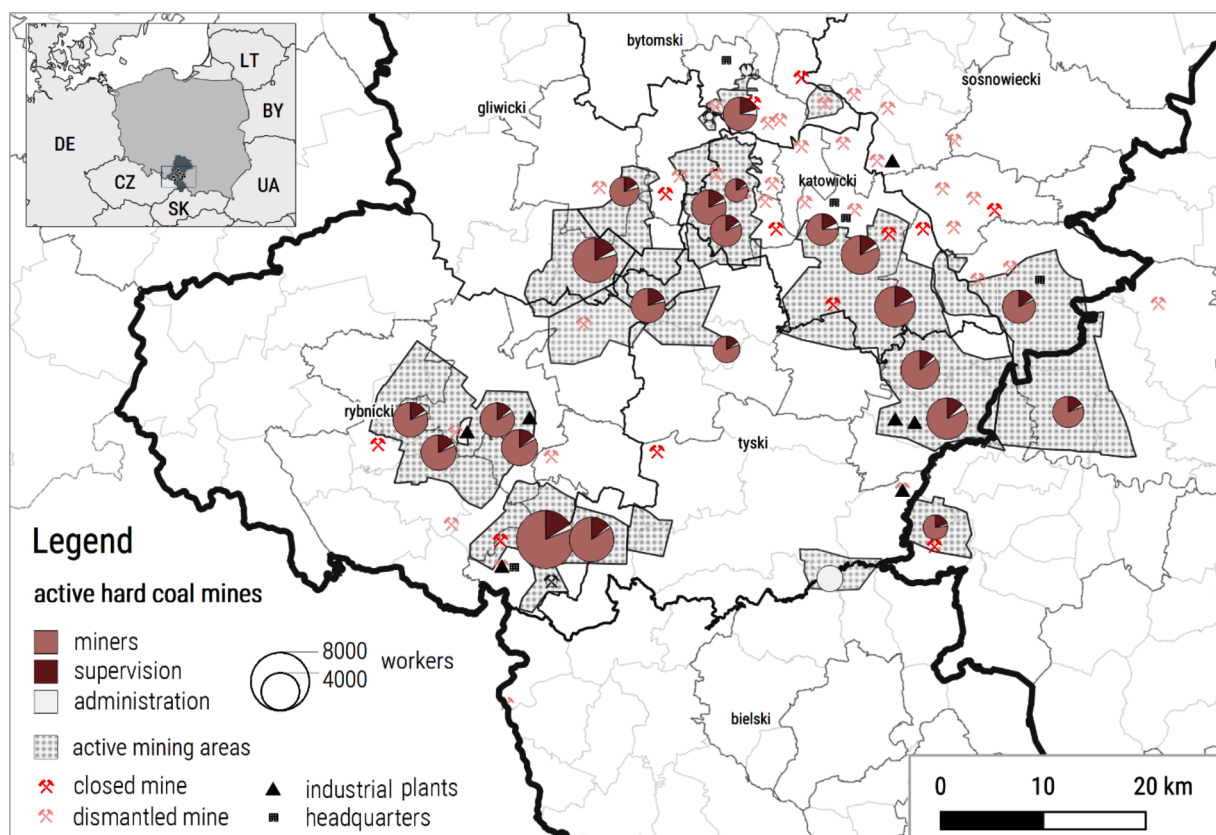 LT
BY
DE
CZ
UA
SK
bytomski
sosnowiecki
gliwicki
katowicki
rybnicki
tyski
bielski
Legend
active hard coal mines
miners
supervision
administration
8000
4000
workers
active mining areas
closed mine
dismantled mine
industrial plants
headquarters
0 10 20 km